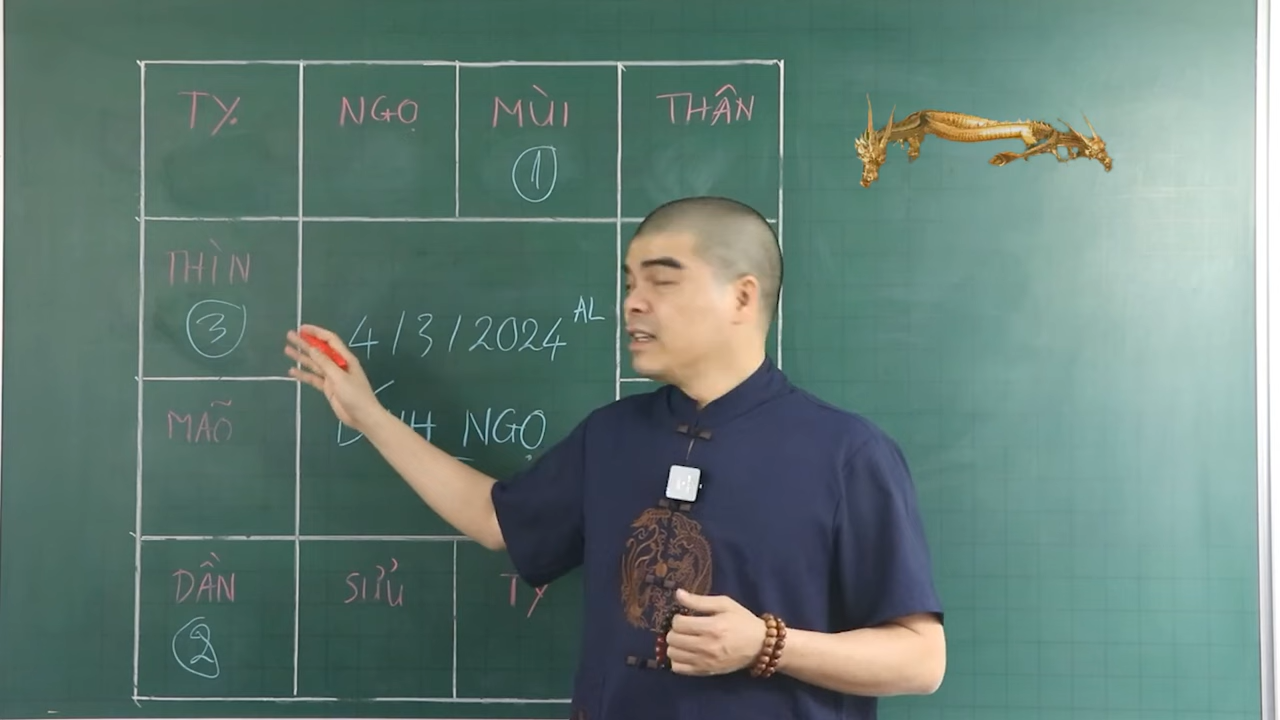 TỴ NGỌ MÙI THÂN
①
THÌN
③
4/3/2024 AL
MÃO
NGỌ
DẦN SỬU TÝ
②